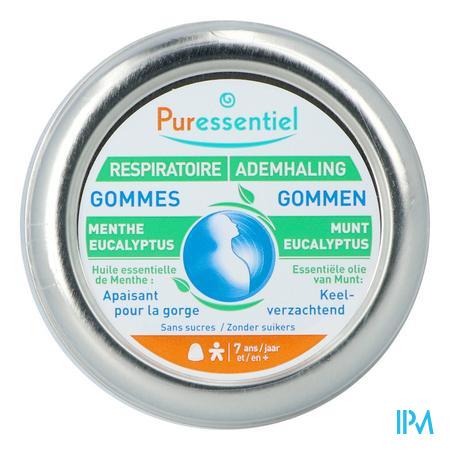 Puressentiel
RESPIRATOIRE ADEMHALING
GOMMES GOMMEN
MENTHE EUCALYPTUS
MUNT EUCALYPTUS
Huile essentielle de Menthe :
Essentiële olie van Munt:
Apaisant pour la gorge
Keel-verzachtend
Sans sucres / Zonder suikers
7 ans/jaar et/en +
IPM